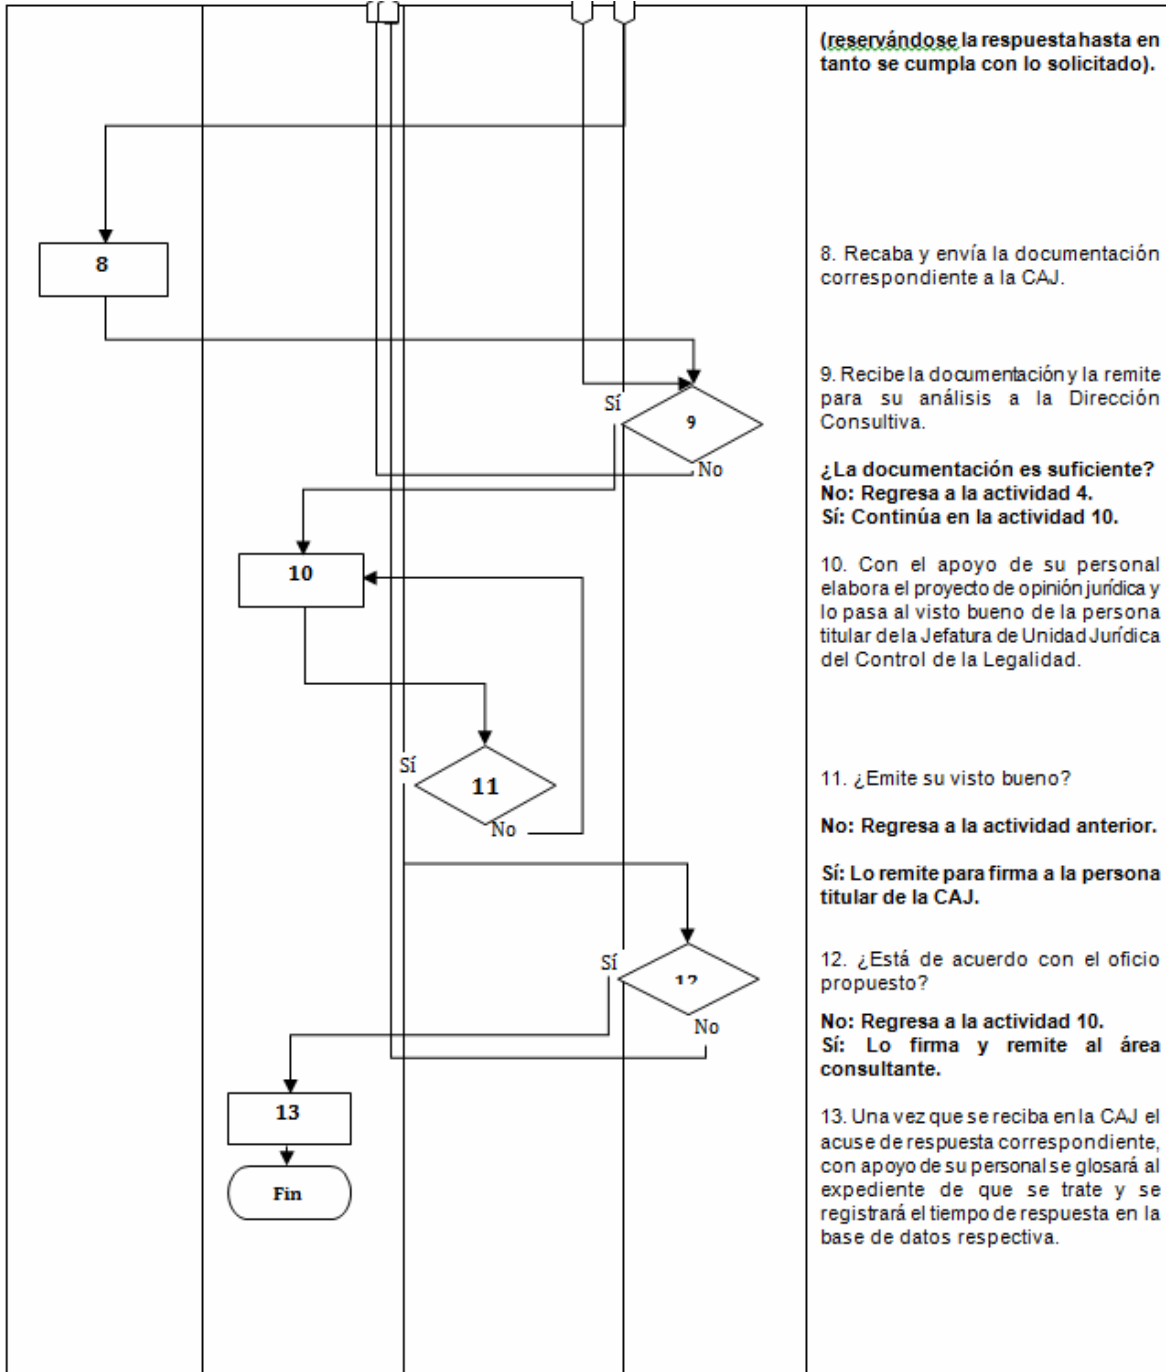 (reservándose la respuesta hasta en
tanto se cumpla con lo solicitado).
8
8. Recaba y envía la documentación
correspondiente a la CAJ.
9. Recibe la documentación y la remite
para su análisis a la Dirección
Consultiva.
Sí
9
No
¿La documentación es suficiente?
No: Regresa a la actividad 4.
Sí: Continúa en la actividad 10.
10
10. Con el apoyo de su personal
elabora el proyecto de opinión jurídica y
lo pasa al visto bueno de la persona
titular de la Jefatura de Unidad Jurídica
del Control de la Legalidad.
Sí
11
No
11. ¿Emite su visto bueno?
No: Regresa a la actividad anterior.
Sí: Lo remite para firma a la persona
titular de la CAJ.
Sí
12
No
12. ¿Está de acuerdo con el oficio
propuesto?
No: Regresa a la actividad 10.
Sí: Lo firma y remite al área
consultante.
13
13. Una vez que se reciba en la CAJ el
acuse de respuesta correspondiente,
con apoyo de su personal se glosará al
expediente de que se trate y se
registrará el tiempo de respuesta en la
base de datos respectiva.
Fin